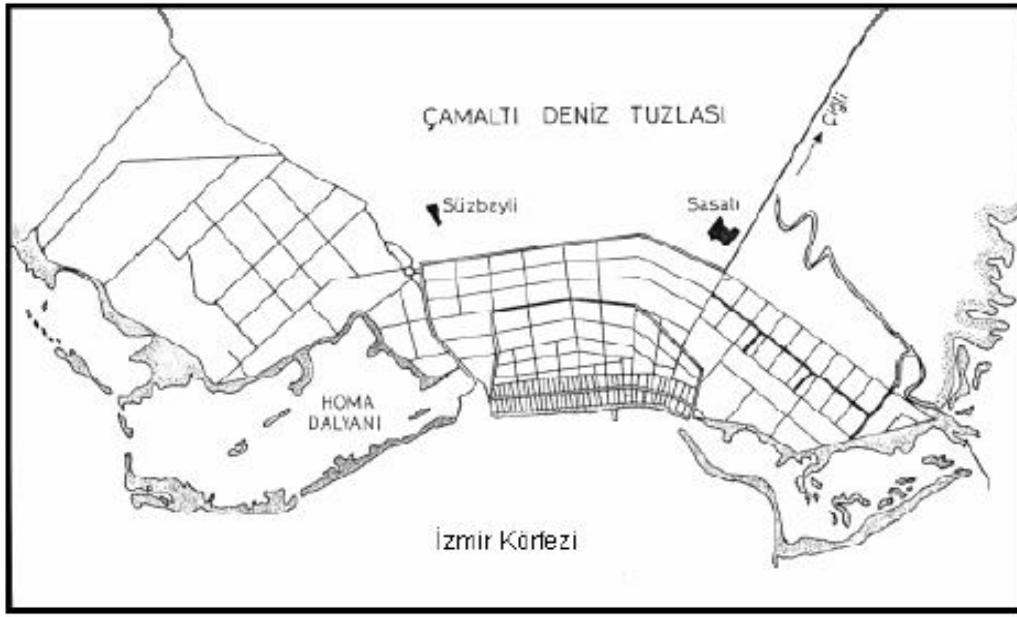 ÇAMALTI DENİZ TUZLASI
Çiğli
Süzbeyli
Sasalı
HOMA
DALYANI
İzmir Körfezi